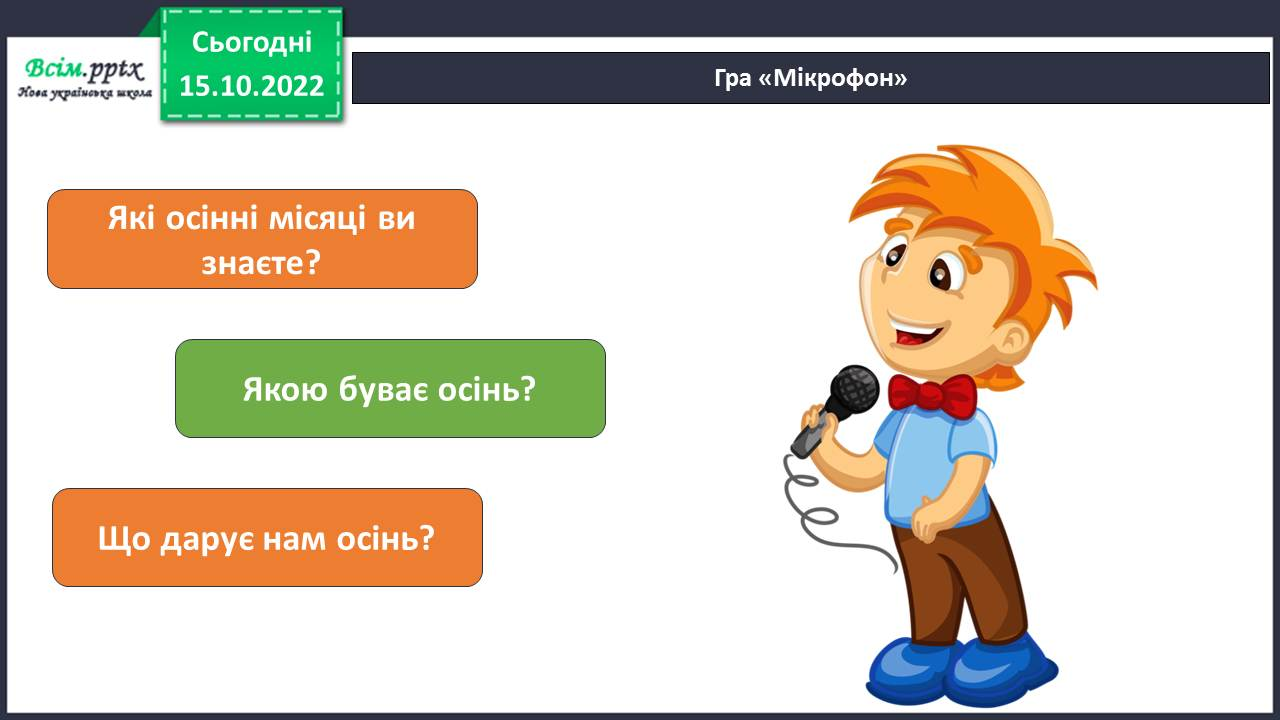 Всім.pptx
Нова українська школа
Сьогодні
15.10.2022
Гра «Мікрофон»
Які осінні місяці ви
знаєте?
Якою буває осінь?
Що дарує нам осінь?